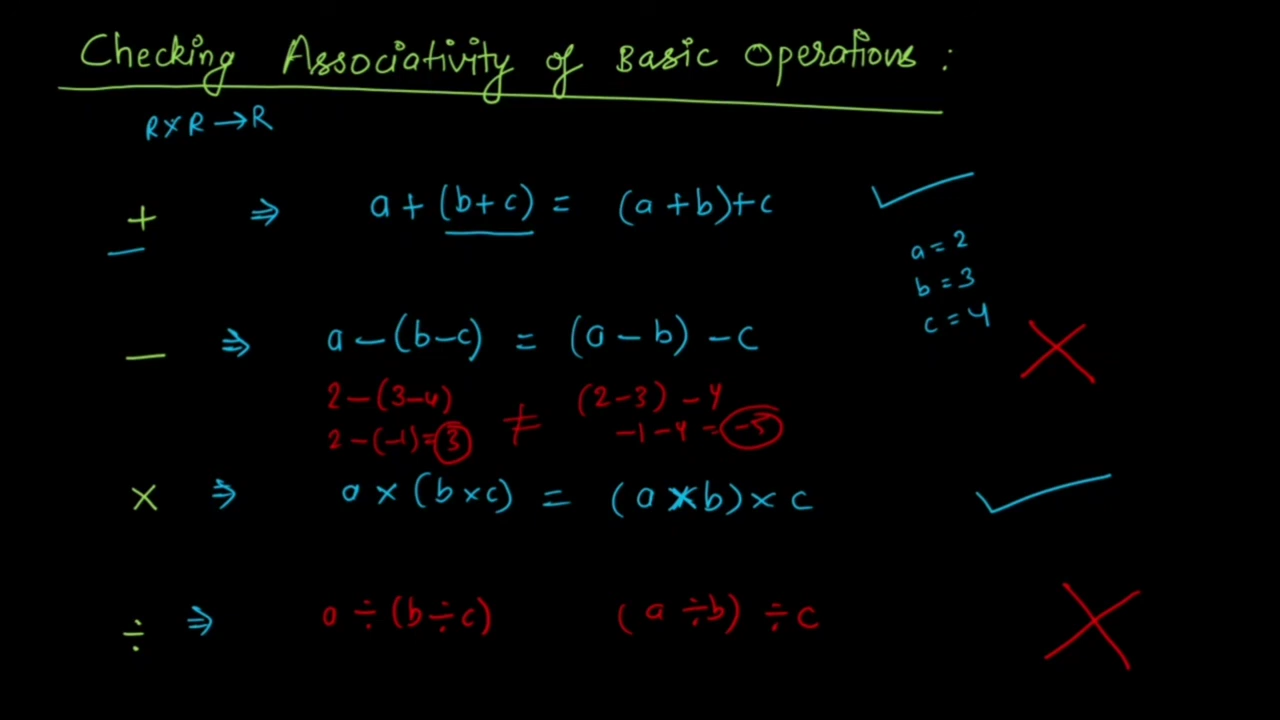 Checking Associativity of Basic Operations :
R×R→R
+ ⇒ a+(b+c) = (a+b)+c
a=2
b=3
c=4
− ⇒ a−(b−c) = (a−b)−c
2−(3−4) ≠ (2−3)−4
2−(−1)=3 −1−4=−5
× ⇒ a×(b×c) = (a×b)×c
÷ ⇒ a÷(b÷c) (a÷b)÷c